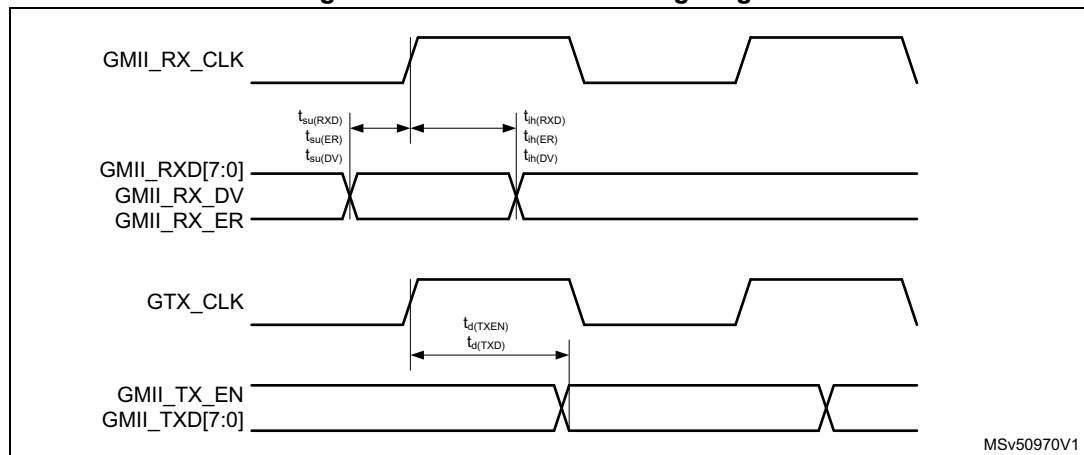 GMII_RX_CLK
tsu(RXD)
tsu(ER)
tsu(DV)
tih(RXD)
tih(ER)
tih(DV)
GMII_RXD[7:0]
GMII_RX_DV
GMII_RX_ER
GTX_CLK
td(TXEN)
td(TXD)
GMII_TX_EN
GMII_TXD[7:0]
MSv50970V1